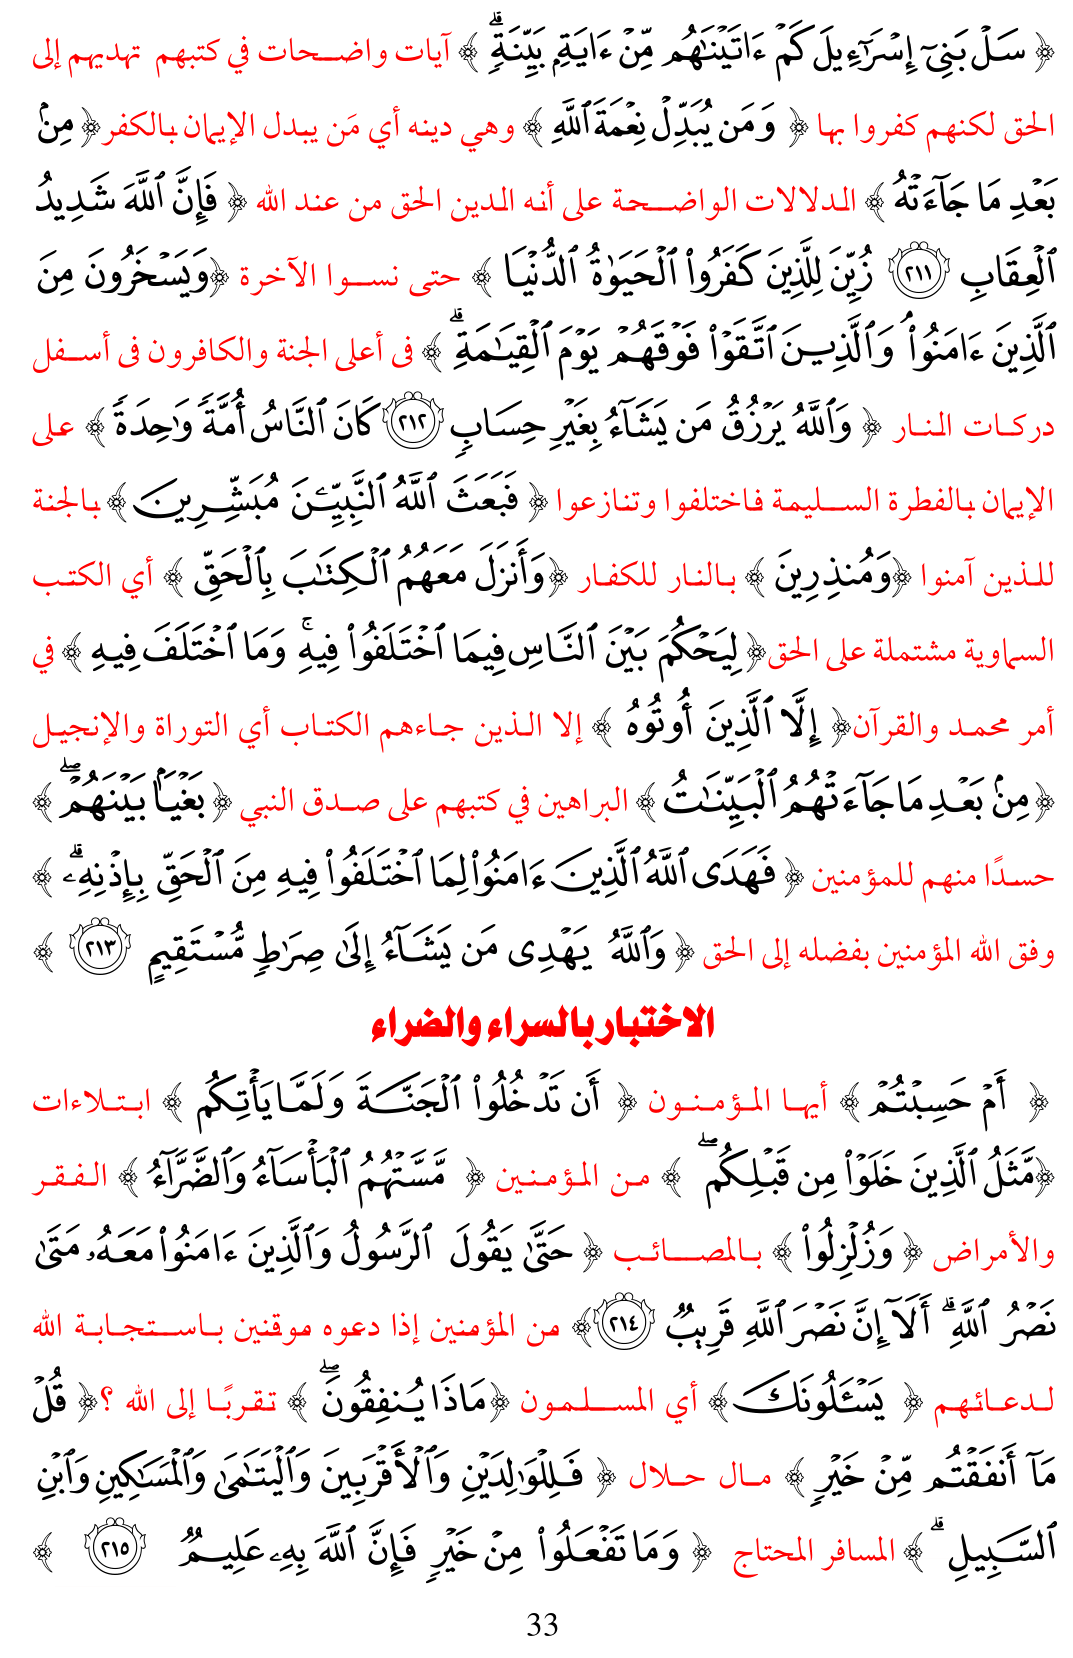 ﴿ سَلْ بَنِىٓ إِسْرَٰٓءِيلَ كَمْ ءَاتَيْنَٰهُم مِّنْ ءَايَةٍۭ بَيِّنَةٍۢ ۗ ﴾ آيات واضحات في كتبهم تهديهم إلى
الحق لكنهم كفروا بها ﴿ وَمَن يُبَدِّلْ نِعْمَةَ ٱللَّهِ ﴾ وهي دينه أي مَن يبدل الإيمان بالكفر﴿ مِنۢ
بَعْدِ مَا جَآءَتْهُ ﴾ الدلالات الواضحة على أنه الدين الحق من عند الله ﴿ فَإِنَّ ٱللَّهَ شَدِيدُ
ٱلْعِقَابِ ٢١١ زُيِّنَ لِلَّذِينَ كَفَرُوا۟ ٱلْحَيَوٰةُ ٱلدُّنْيَا ﴾ حتى نسوا الآخرة ﴿وَيَسْخَرُونَ مِنَ
ٱلَّذِينَ ءَامَنُوا۟ ۘ وَٱلَّذِينَ ٱتَّقَوْا۟ فَوْقَهُمْ يَوْمَ ٱلْقِيَٰمَةِ ۗ ﴾ فى أعلى الجنة والكافرون فى أسفل
دركات النار ﴿ وَٱللَّهُ يَرْزُقُ مَن يَشَآءُ بِغَيْرِ حِسَابٍۢ ٢١٢ كَانَ ٱلنَّاسُ أُمَّةً وَٰحِدَةً ﴾ على
الإيمان بالفطرة السليمة فاختلفوا وتنازعوا ﴿ فَبَعَثَ ٱللَّهُ ٱلنَّبِيِّـۧنَ مُبَشِّرِينَ ﴾ بالجنة
للذين آمنوا ﴿وَمُنذِرِينَ ﴾ بالنار للكفار ﴿وَأَنزَلَ مَعَهُمُ ٱلْكِتَٰبَ بِٱلْحَقِّ ﴾ أي الكتب
السماوية مشتملة على الحق﴿ لِيَحْكُمَ بَيْنَ ٱلنَّاسِ فِيمَا ٱخْتَلَفُوا۟ فِيهِ ۚ وَمَا ٱخْتَلَفَ فِيهِ ﴾ في
أمر محمد والقرآن﴿ إِلَّا ٱلَّذِينَ أُوتُوهُ ﴾ إلا الذين جاءهم الكتاب أي التوراة والإنجيل
﴿ مِنۢ بَعْدِ مَا جَآءَتْهُمُ ٱلْبَيِّنَٰتُ ﴾ البراهين في كتبهم على صدق النبي ﴿ بَغْيًۢا بَيْنَهُمْ ۖ ﴾
حسدًا منهم للمؤمنين ﴿ فَهَدَى ٱللَّهُ ٱلَّذِينَ ءَامَنُوا۟ لِمَا ٱخْتَلَفُوا۟ فِيهِ مِنَ ٱلْحَقِّ بِإِذْنِهِۦ ۗ ﴾
وفق الله المؤمنين بفضله إلى الحق ﴿ وَٱللَّهُ يَهْدِى مَن يَشَآءُ إِلَىٰ صِرَٰطٍ مُّسْتَقِيمٍ ٢١٣ ﴾
الاختبار بالسراء والضراء
﴿ أَمْ حَسِبْتُمْ ﴾ أيها المؤمنون ﴿ أَن تَدْخُلُوا۟ ٱلْجَنَّةَ وَلَمَّا يَأْتِكُم ﴾ ابتلاءات
﴿مَّثَلُ ٱلَّذِينَ خَلَوْا۟ مِن قَبْلِكُم ۖ ﴾ من المؤمنين ﴿ مَّسَّتْهُمُ ٱلْبَأْسَآءُ وَٱلضَّرَّآءُ ﴾ الفقر
والأمراض ﴿ وَزُلْزِلُوا۟ ﴾ بالمصائب ﴿ حَتَّىٰ يَقُولَ ٱلرَّسُولُ وَٱلَّذِينَ ءَامَنُوا۟ مَعَهُۥ مَتَىٰ
نَصْرُ ٱللَّهِ ۗ أَلَآ إِنَّ نَصْرَ ٱللَّهِ قَرِيبٌۭ ٢١٤﴾ من المؤمنين إذا دعوه موقنين باستجابة الله
لدعائهم ﴿ يَسْـَٔلُونَكَ﴾ أي المسلمون ﴿مَاذَا يُنفِقُونَ ۖ ﴾ تقربًا إلى الله ؟﴿ قُلْ
مَآ أَنفَقْتُم مِّنْ خَيْرٍۢ ﴾ مال حلال ﴿ فَلِلْوَٰلِدَيْنِ وَٱلْأَقْرَبِينَ وَٱلْيَتَٰمَىٰ وَٱلْمَسَٰكِينِ وَٱبْنِ
ٱلسَّبِيلِ ۗ ﴾ المسافر المحتاج ﴿ وَمَا تَفْعَلُوا۟ مِنْ خَيْرٍۢ فَإِنَّ ٱللَّهَ بِهِۦ عَلِيمٌۭ ٢١٥ ﴾
33